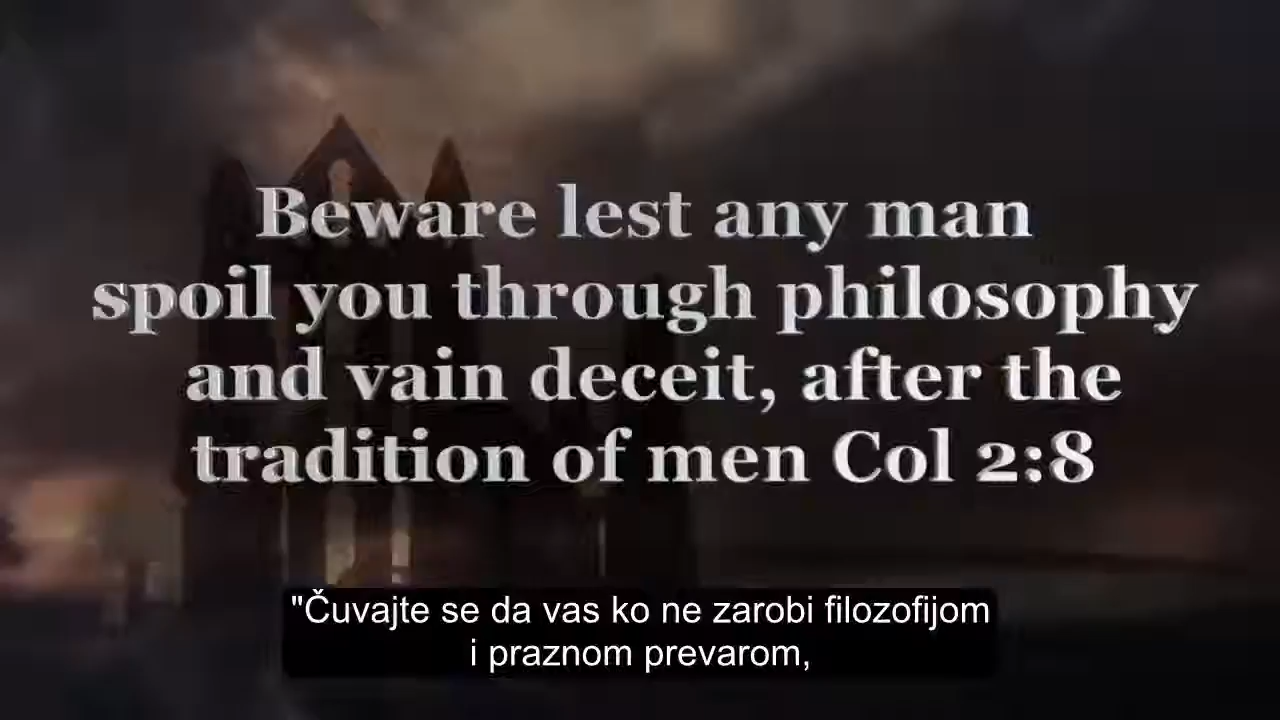 Beware lest any man
spoil you through philosophy
and vain deceit, after the
tradition of men Col 2:8
"Čuvajte se da vas ko ne zarobi filozofijom
i praznom prevarom,